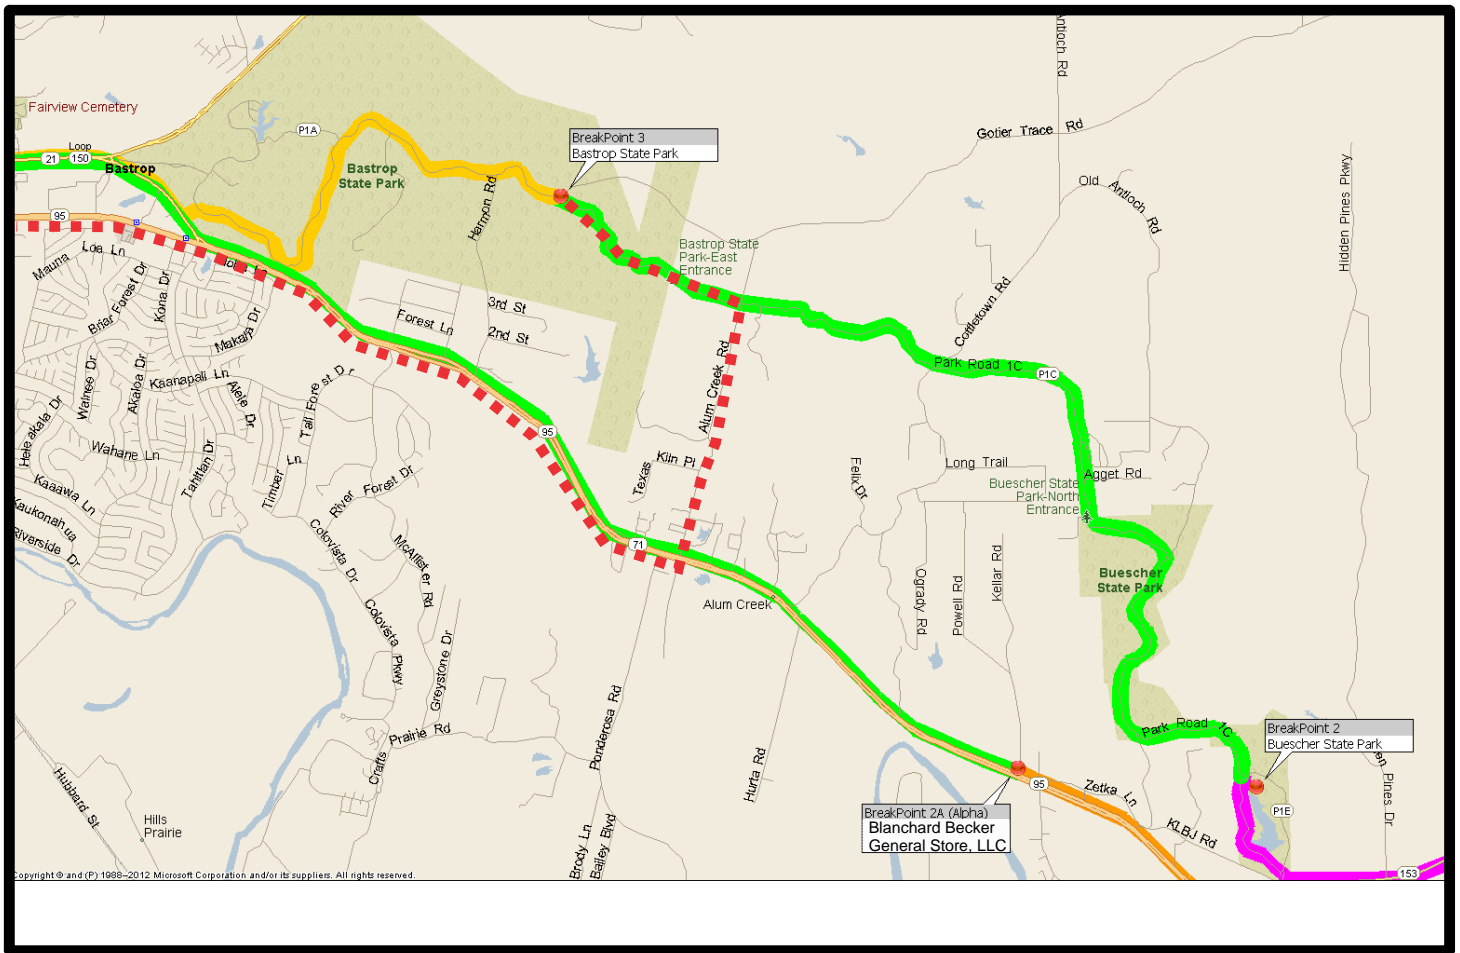 Antioch Rd
Fairview Cemetery
P1A
BreakPoint 3
Bastrop State Park
Gotier Trace Rd
Loop
21
150
Bastrop
Bastrop
State Park
Old Antioch Rd
Hidden Pines Pkwy
95
Harmon Rd
Loa Ln
Mauna
Bastrop State
Park-East
Entrance
Briar Forest Dr
Kona Dr
Makaha Dr
3rd St
Forest Ln
2nd St
Cottletown Rd
Alum Creek Rd
Park Road 1C
P1C
Walnee Dr
Akaloa Dr
Kaanapali Ln
Alele Dr
Tall Forest Dr
Heleakala Dr
95
Wahane Ln
Tahitian Dr
Timber Ln
River Forest Dr
Texas
Kiln Pl
Felix Dr
Long Trail
Agget Rd
Buescher State
Park-North
Entrance
Kaaawa Ln
Kaukonahua
Riverside Dr
Colovista Dr
McAllister Rd
71
Buescher
State Park
Ogrady Rd
Powell Rd
Kellar Rd
Alum Creek
Colovista Pkwy
Greystone Dr
Ponderosa Rd
Prairie Rd
Crafts
Park Road 1C
BreakPoint 2
Buescher State Park
en Pines Dr
Hurta Rd
Hubbard St
Hills
Prairie
95
Zetka Ln
BreakPoint 2A (Alpha)
Blanchard Becker
General Store, LLC
KLBJ Rd
P1E
Brody Ln
Bailey Blvd
153
Copyright © and (P) 1988–2012 Microsoft Corporation and/or its suppliers. All rights reserved.